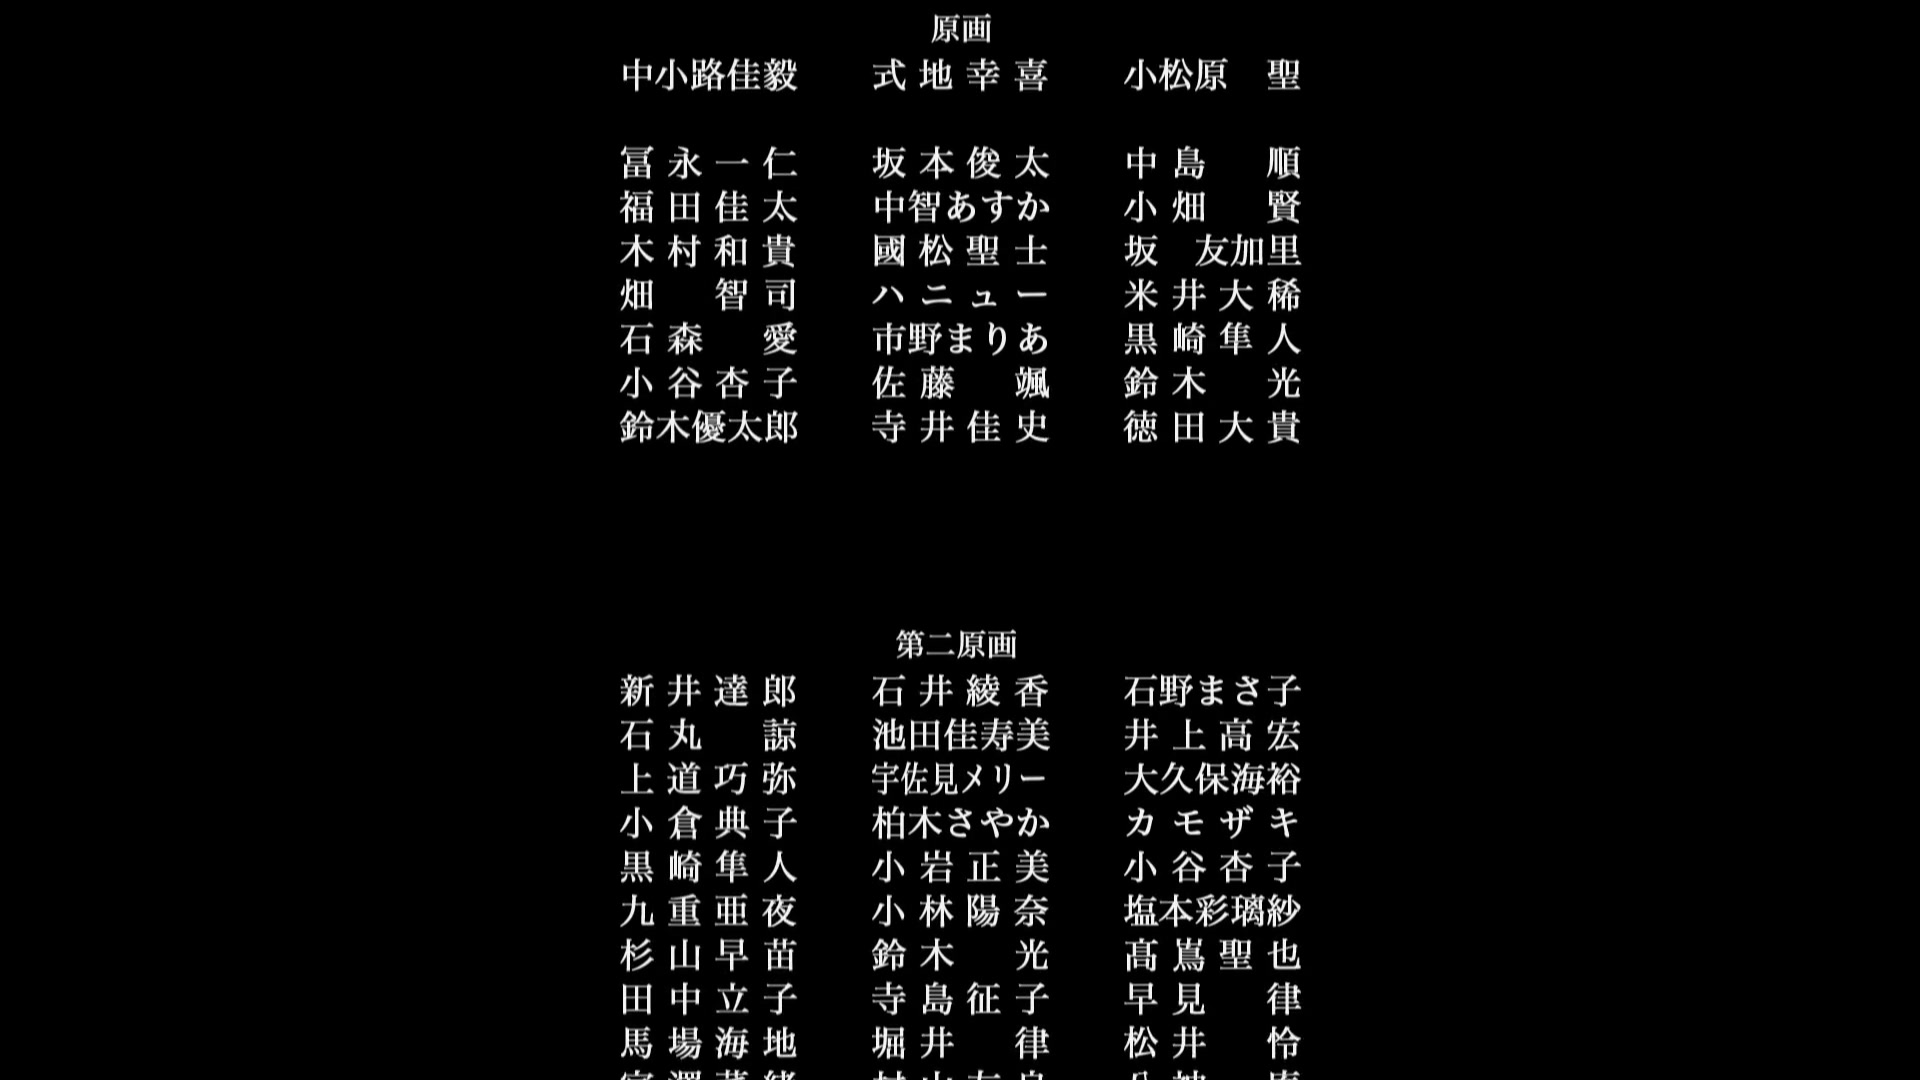 原画
中小路佳毅 式地幸喜 小松原 聖
冨永一仁 坂本俊太 中島 順
福田佳太 中智あすか 小畑 賢
木村和貴 國松聖士 坂 友加里
畑 智司 ハニュー 米井大稀
石森 愛 市野まりあ 黒崎隼人
小谷杏子 佐藤 颯 鈴木 光
鈴木優太郎 寺井佳史 徳田大貴
第二原画
新井達郎 石井綾香 石野まさ子
石丸 諒 池田佳寿美 井上高宏
上道巧弥 宇佐見メリー 大久保海裕
小倉典子 柏木さやか カモザキ
黒崎隼人 小岩正美 小谷杏子
九重亜夜 小林陽奈 塩本彩璃紗
杉山早苗 鈴木 光 髙嶌聖也
田中立子 寺島征子 早見 律
馬場海地 堀井 律 松井 怜